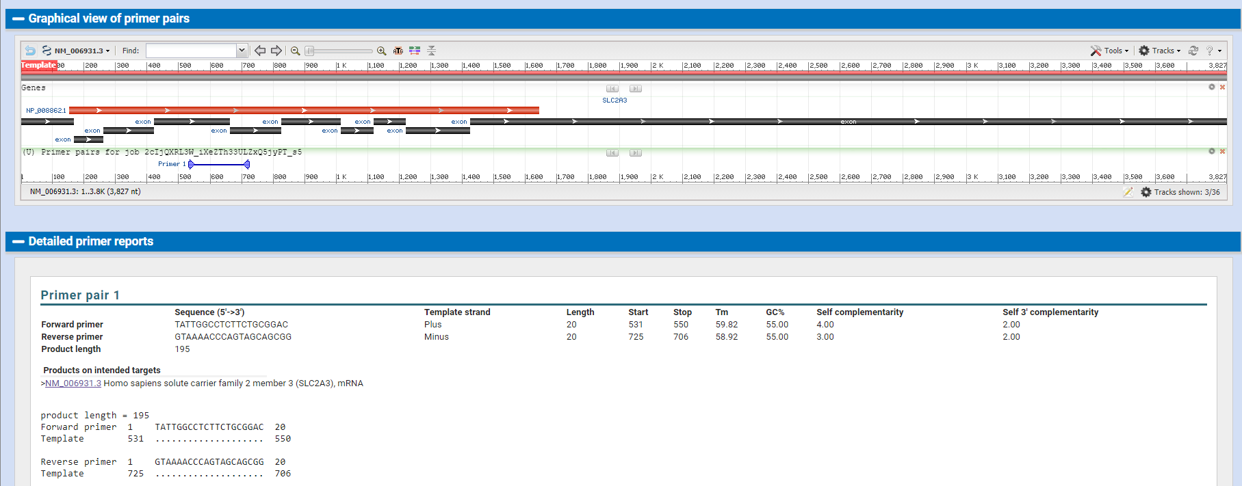 Graphical view of primer pairs
NM_006931.3 Find: Tools Tracks ?
Template 200 300 400 500 600 700 800 900 1 K 1,100 1,200 1,300 1,400 1,500 1,600 1,700 1,800 1,900 2 K 2,100 2,200 2,300 2,400 2,500 2,600 2,700 2,800 2,900 3 K 3,100 3,200 3,300 3,400 3,500 3,600 3,827
Genes
SLC2A3
NP_008862.1
exon exon exon exon
exon exon exon exon
exon
(U) Primer pairs for job 2cIjQXRL3W_iXeZTh33ULZxQ5jyPT_s5
Primer 1
1 100 200 300 400 500 600 700 800 900 1 K 1,100 1,200 1,300 1,400 1,500 1,600 1,700 1,800 1,900 2 K 2,100 2,200 2,300 2,400 2,500 2,600 2,700 2,800 2,900 3 K 3,100 3,200 3,300 3,400 3,500 3,600 3,827
NM_006931.3: 1..3.8K (3,827 nt) Tracks shown: 3/36
Detailed primer reports
Primer pair 1
Sequence (5'->3') Template strand Length Start Stop Tm GC% Self complementarity Self 3' complementarity
Forward primer TATTGGCCTCTTCTGCGGAC Plus 20 531 550 59.82 55.00 4.00 2.00
Reverse primer GTAAAACCCAGTAGCAGCGG Minus 20 725 706 58.92 55.00 3.00 2.00
Product length 195
Products on intended targets
>NM_006931.3 Homo sapiens solute carrier family 2 member 3 (SLC2A3), mRNA
product length = 195
Forward primer 1 TATTGGCCTCTTCTGCGGAC 20
Template 531 .................... 550
Reverse primer 1 GTAAAACCCAGTAGCAGCGG 20
Template 725 .................... 706